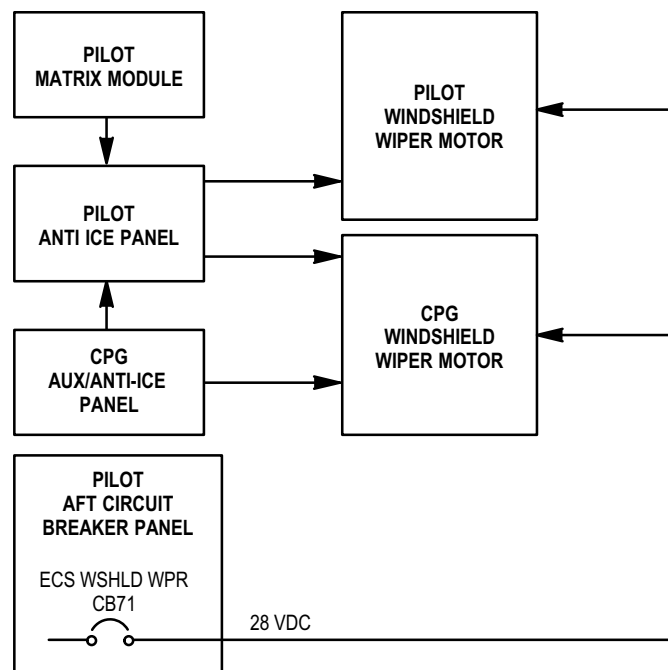 PILOT
MATRIX MODULE
PILOT
WINDSHIELD
WIPER MOTOR
PILOT
ANTI ICE PANEL
CPG
WINDSHIELD
WIPER MOTOR
CPG
AUX/ANTI-ICE
PANEL
PILOT
AFT CIRCUIT
BREAKER PANEL
ECS WSHLD WPR
CB71
28 VDC